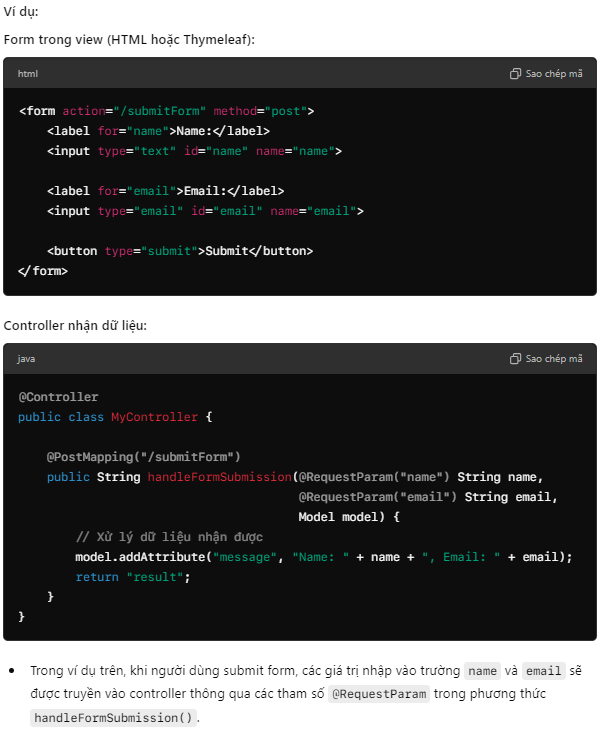 Ví dụ:
Form trong view (HTML hoặc Thymeleaf):
html
Sao chép mã
<form action="/submitForm" method="post">
    <label for="name">Name:</label>
    <input type="text" id="name" name="name">

    <label for="email">Email:</label>
    <input type="email" id="email" name="email">

    <button type="submit">Submit</button>
</form>
Controller nhận dữ liệu:
java
Sao chép mã
@Controller
public class MyController {

    @PostMapping("/submitForm")
    public String handleFormSubmission(@RequestParam("name") String name,
                                       @RequestParam("email") String email,
                                       Model model) {
        // Xử lý dữ liệu nhận được
        model.addAttribute("message", "Name: " + name + ", Email: " + email);
        return "result";
    }
}
• Trong ví dụ trên, khi người dùng submit form, các giá trị nhập vào trường name và email sẽ
được truyền vào controller thông qua các tham số @RequestParam trong phương thức
handleFormSubmission().